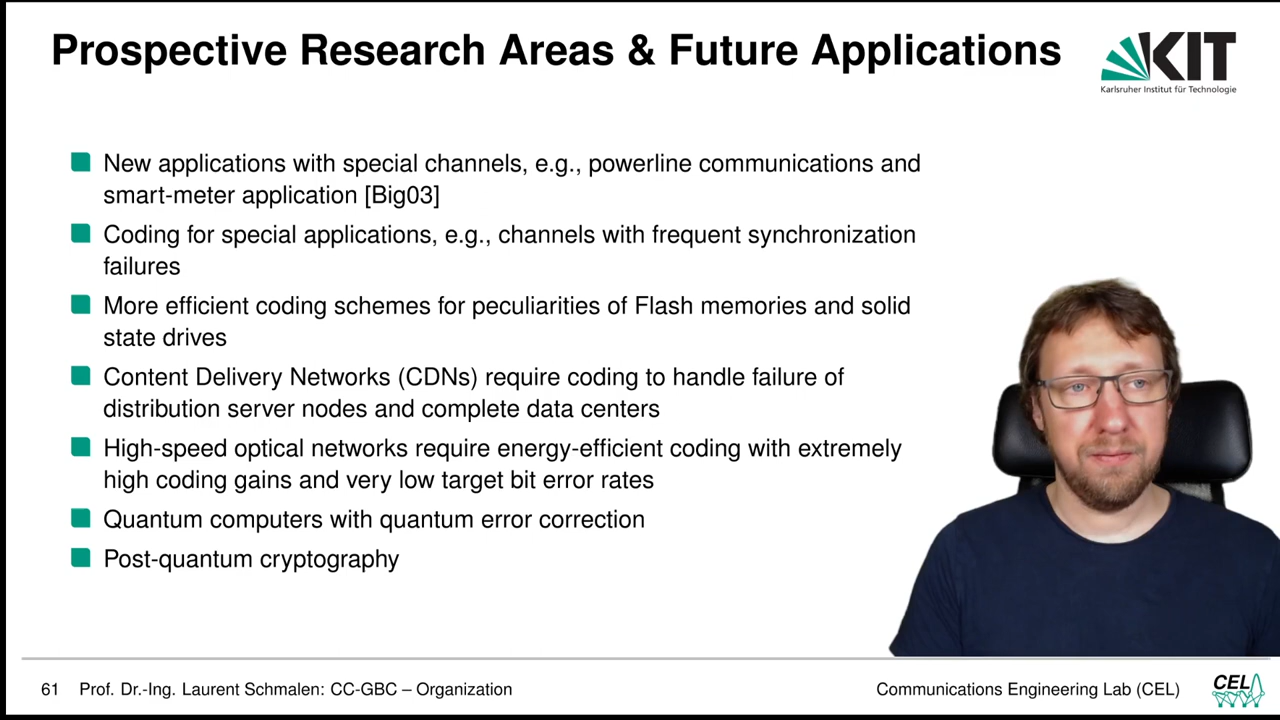 Prospective Research Areas & Future Applications
KIT
Karlsruher Institut für Technologie
New applications with special channels, e.g., powerline communications and
smart-meter application [Big03]
Coding for special applications, e.g., channels with frequent synchronization
failures
More efficient coding schemes for peculiarities of Flash memories and solid
state drives
Content Delivery Networks (CDNs) require coding to handle failure of
distribution server nodes and complete data centers
High-speed optical networks require energy-efficient coding with extremely
high coding gains and very low target bit error rates
Quantum computers with quantum error correction
Post-quantum cryptography
61 Prof. Dr.-Ing. Laurent Schmalen: CC-GBC – Organization
Communications Engineering Lab (CEL)
CEL